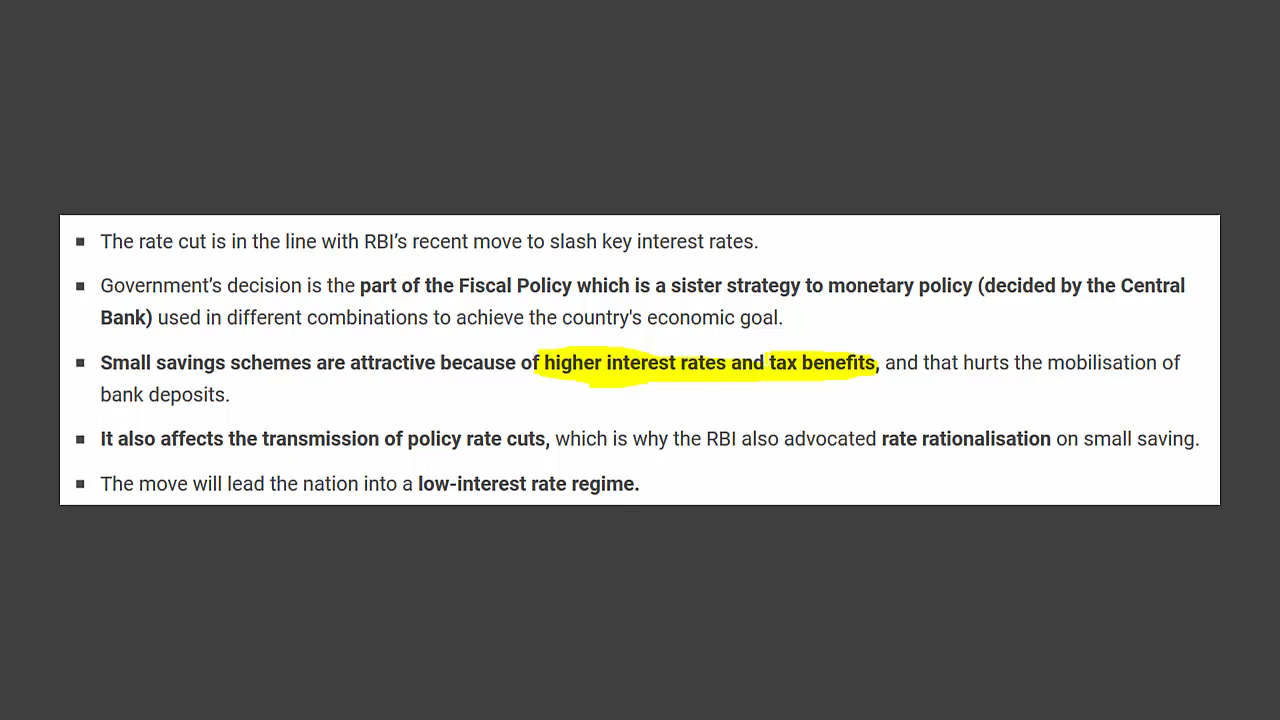 ▪ The rate cut is in the line with RBI’s recent move to slash key interest rates.
▪ Government’s decision is the part of the Fiscal Policy which is a sister strategy to monetary policy (decided by the Central
Bank) used in different combinations to achieve the country's economic goal.
▪ Small savings schemes are attractive because of higher interest rates and tax benefits, and that hurts the mobilisation of
bank deposits.
▪ It also affects the transmission of policy rate cuts, which is why the RBI also advocated rate rationalisation on small saving.
▪ The move will lead the nation into a low-interest rate regime.